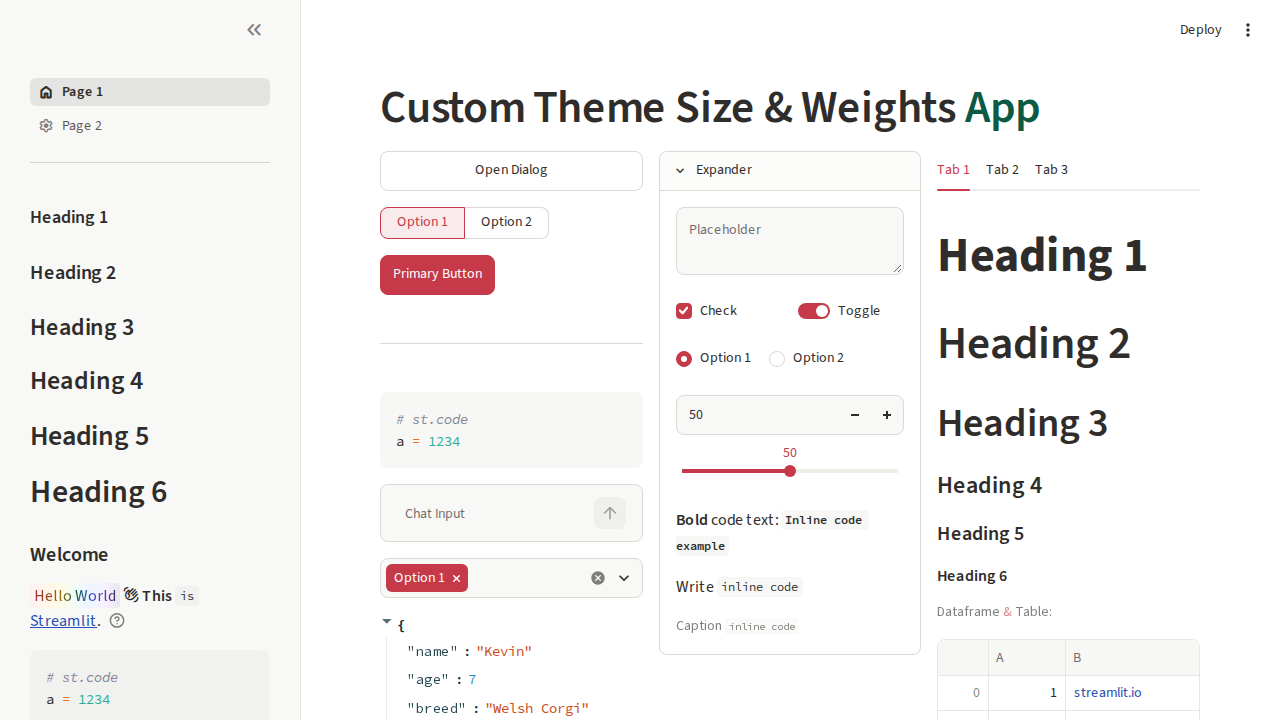 Deploy
Page 1
Page 2
Heading 1
Heading 2
Heading 3
Heading 4
Heading 5
Heading 6
Welcome
Hello World 👋 This is
Streamlit.
# st.code
a = 1234
Custom Theme Size & Weights App
Open Dialog
Option 1 Option 2
Primary Button
# st.code
a = 1234
Chat Input
Option 1
{
"name" : "Kevin"
"age" : 7
"breed" : "Welsh Corgi"
Expander
Placeholder
Check Toggle
Option 1 Option 2
50
50
Bold code text: Inline code
example
Write inline code
Caption inline code
Tab 1 Tab 2 Tab 3
Heading 1
Heading 2
Heading 3
Heading 4
Heading 5
Heading 6
Dataframe & Table:
A B
0 1 streamlit.io